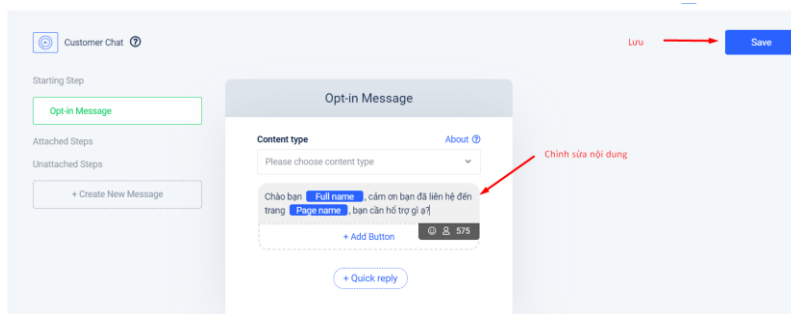 Customer Chat ?
Lưu
Save
Starting Step
Opt-in Message
Attached Steps
Unattached Steps
+ Create New Message
Opt-in Message
Content type
About ?
Please choose content type
Chỉnh sửa nội dung
Chào bạn Full name , cám ơn bạn đã liên hệ đến
trang Page name , bạn cần hố trợ gì ạ?
575
+ Add Button
+ Quick reply